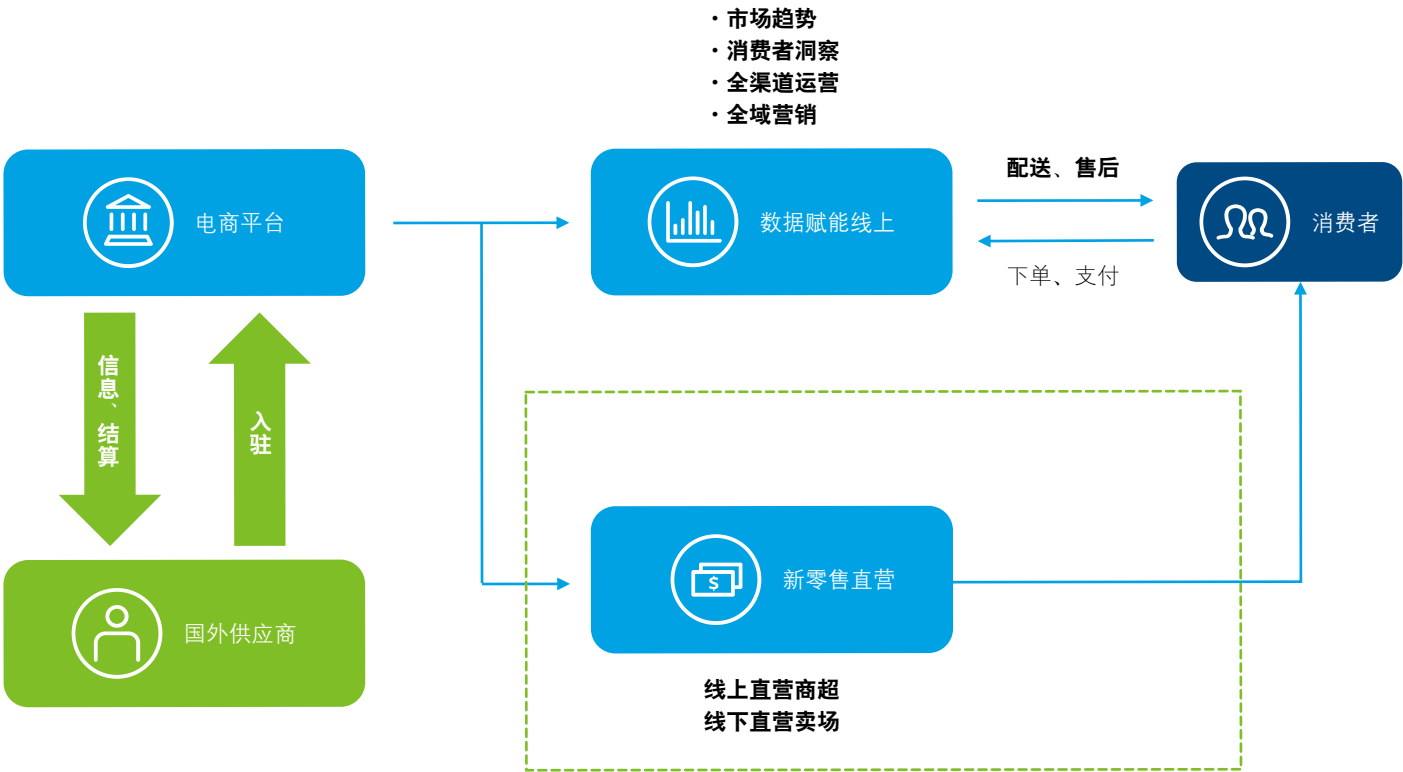 · 市场趋势
· 消费者洞察
· 全渠道运营
· 全域营销
电商平台
数据赋能线上
配送、售后
下单、支付
消费者
信息、结算
入驻
国外供应商
$
新零售直营
线上直营商超
线下直营卖场